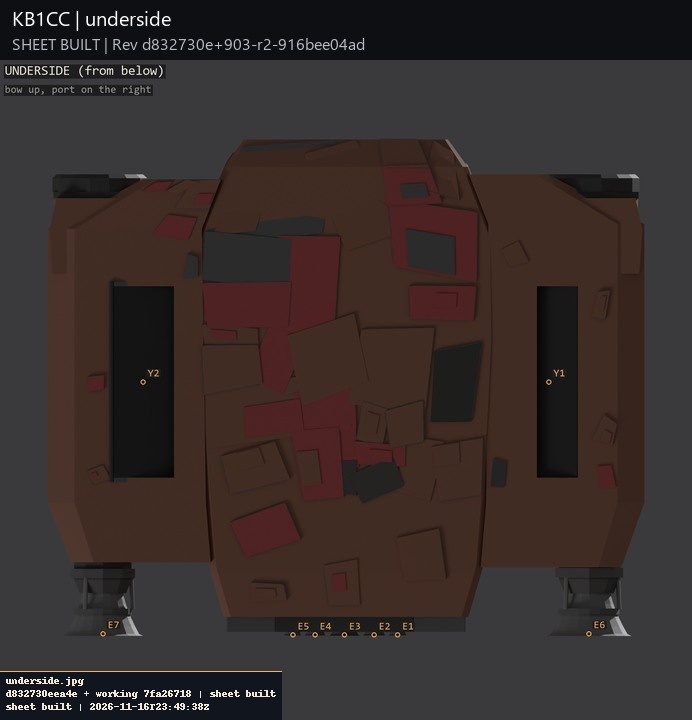 KB1CC | underside
SHEET BUILT | Rev d832730e+903-r2-916bee04ad
UNDERSIDE (from below)
bow up, port on the right
Y2
Y1
E7
E5
E4
E3
E2
E1
E6
underside.jpg
d832730eea4e + working 7fa26718 | sheet built
sheet built | 2026-11-16T23:49:38Z